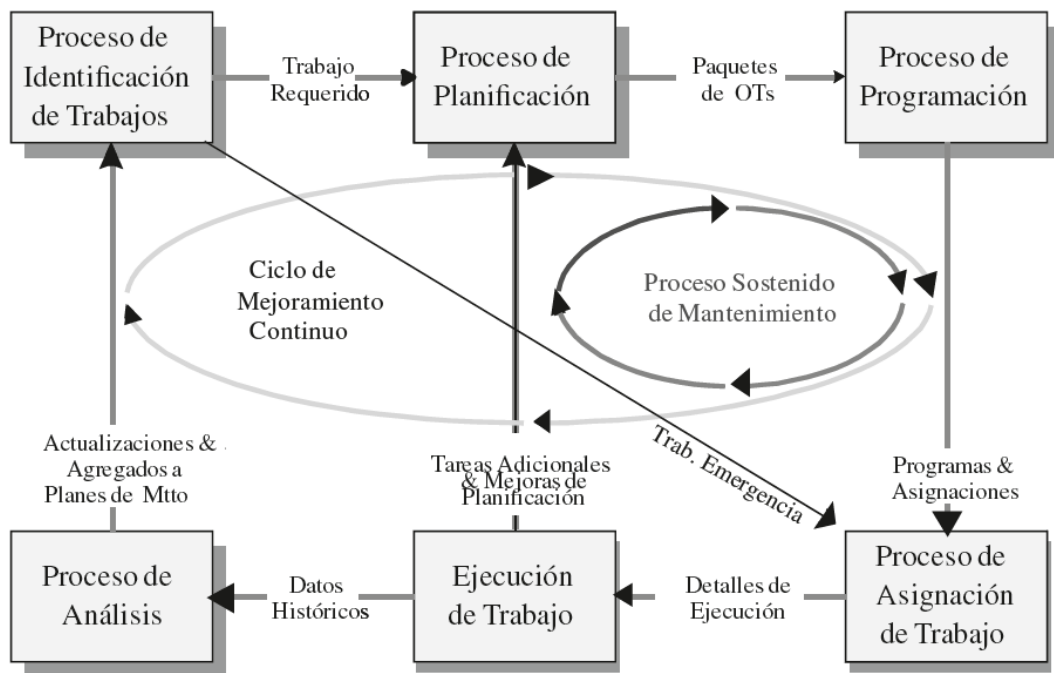 Proceso de
Identificación
de Trabajos
Trabajo
Requerido
Proceso de
Planificación
Paquetes
de OTs
Proceso de
Programación
Ciclo de
Mejoramiento
Continuo
Proceso Sostenido
de Mantenimiento
Actualizaciones &
Agregados a
Planes de Mtto
Tareas Adicionales
& Mejoras de
Planificación
Trab. Emergencia
Programas &
Asignaciones
Proceso de
Análisis
Datos
Históricos
Ejecución
de Trabajo
Detalles de
Ejecución
Proceso de
Asignación
de Trabajo